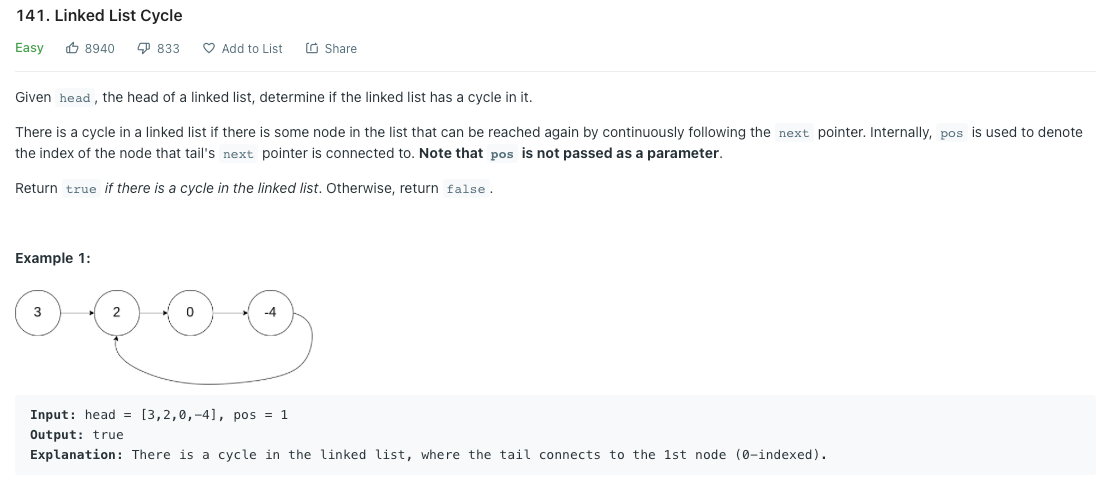 141. Linked List Cycle
Easy 8940 833 Add to List Share
Given head, the head of a linked list, determine if the linked list has a cycle in it.
There is a cycle in a linked list if there is some node in the list that can be reached again by continuously following the next pointer. Internally, pos is used to denote
the index of the node that tail's next pointer is connected to. Note that pos is not passed as a parameter.
Return true if there is a cycle in the linked list. Otherwise, return false.
Example 1:
3 2 0 -4
Input: head = [3,2,0,-4], pos = 1
Output: true
Explanation: There is a cycle in the linked list, where the tail connects to the 1st node (0-indexed).